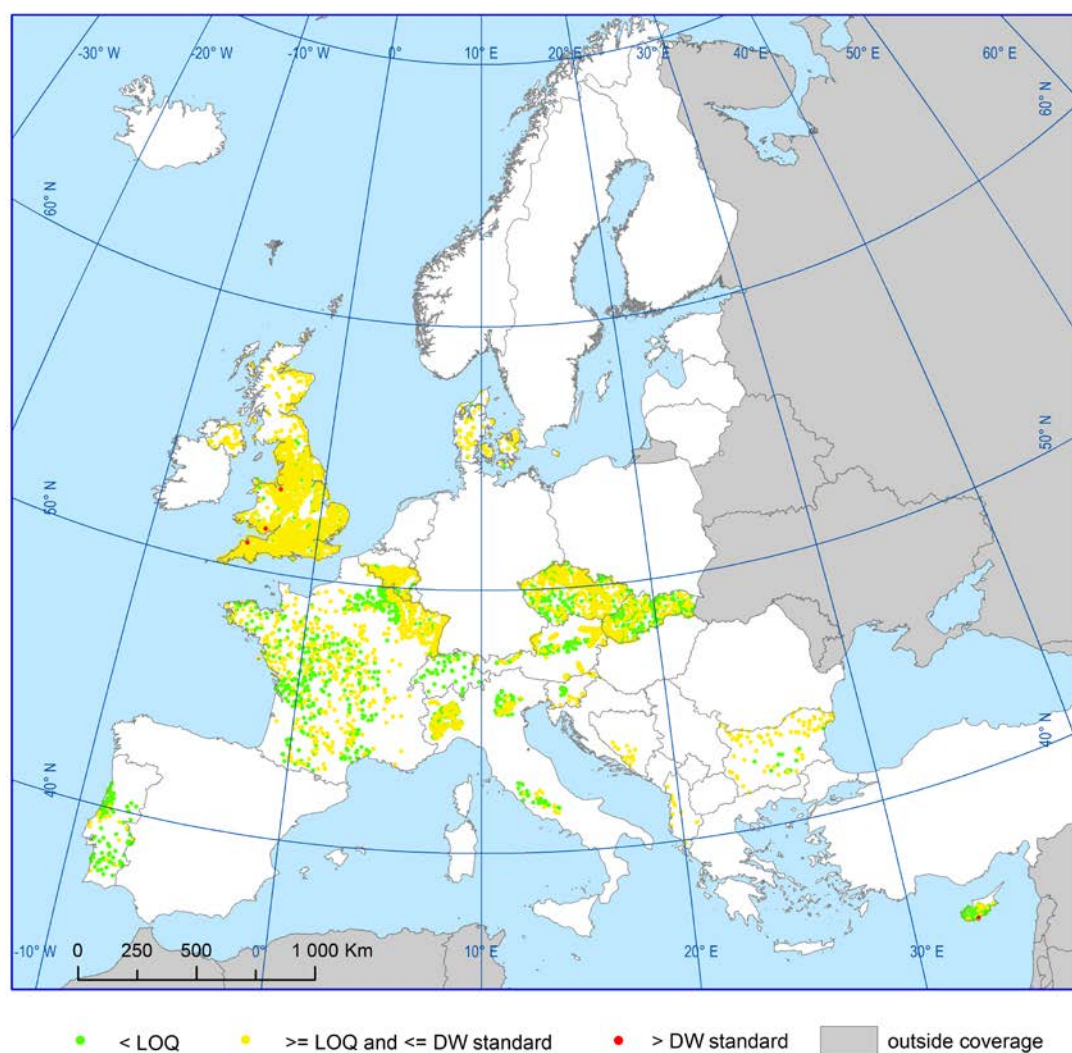 -30° W -20° W -10° W 0° 10° E 20° E 30° E 40° E 50° E 60° E
60° N 60° N
50° N 50° N
40° N 40° N
-10° W 0° 10° E 20° E 30° E
0 250 500 1 000 Km
< LOQ >= LOQ and <= DW standard > DW standard outside coverage